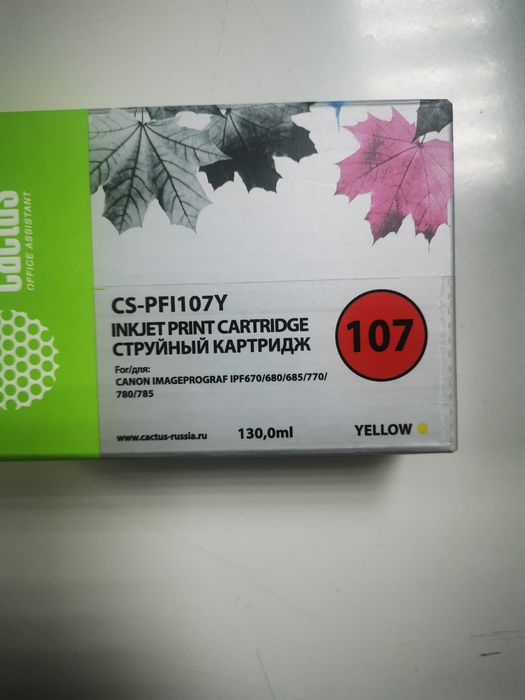 cactus
OFFICE ASSISTANT
CS-PFI107Y
INKJET PRINT CARTRIDGE
СТРУЙНЫЙ КАРТРИДЖ
107
For/для:
CANON IMAGEPROGRAF IPF670/680/685/770/
780/785
www.cactus-russia.ru
130,0ml
YELLOW